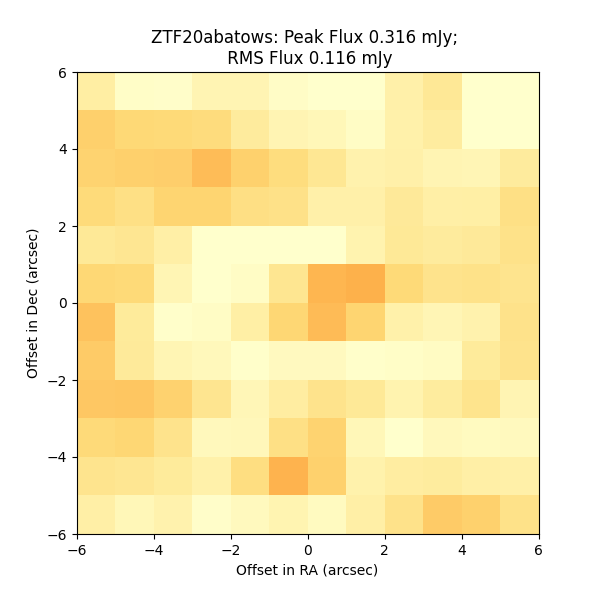 ZTF20abatows: Peak Flux 0.316 mJy;
RMS Flux 0.116 mJy
6
4
2
0
−2
−4
−6
Offset in Dec (arcsec)
−6 −4 −2 0 2 4 6
Offset in RA (arcsec)